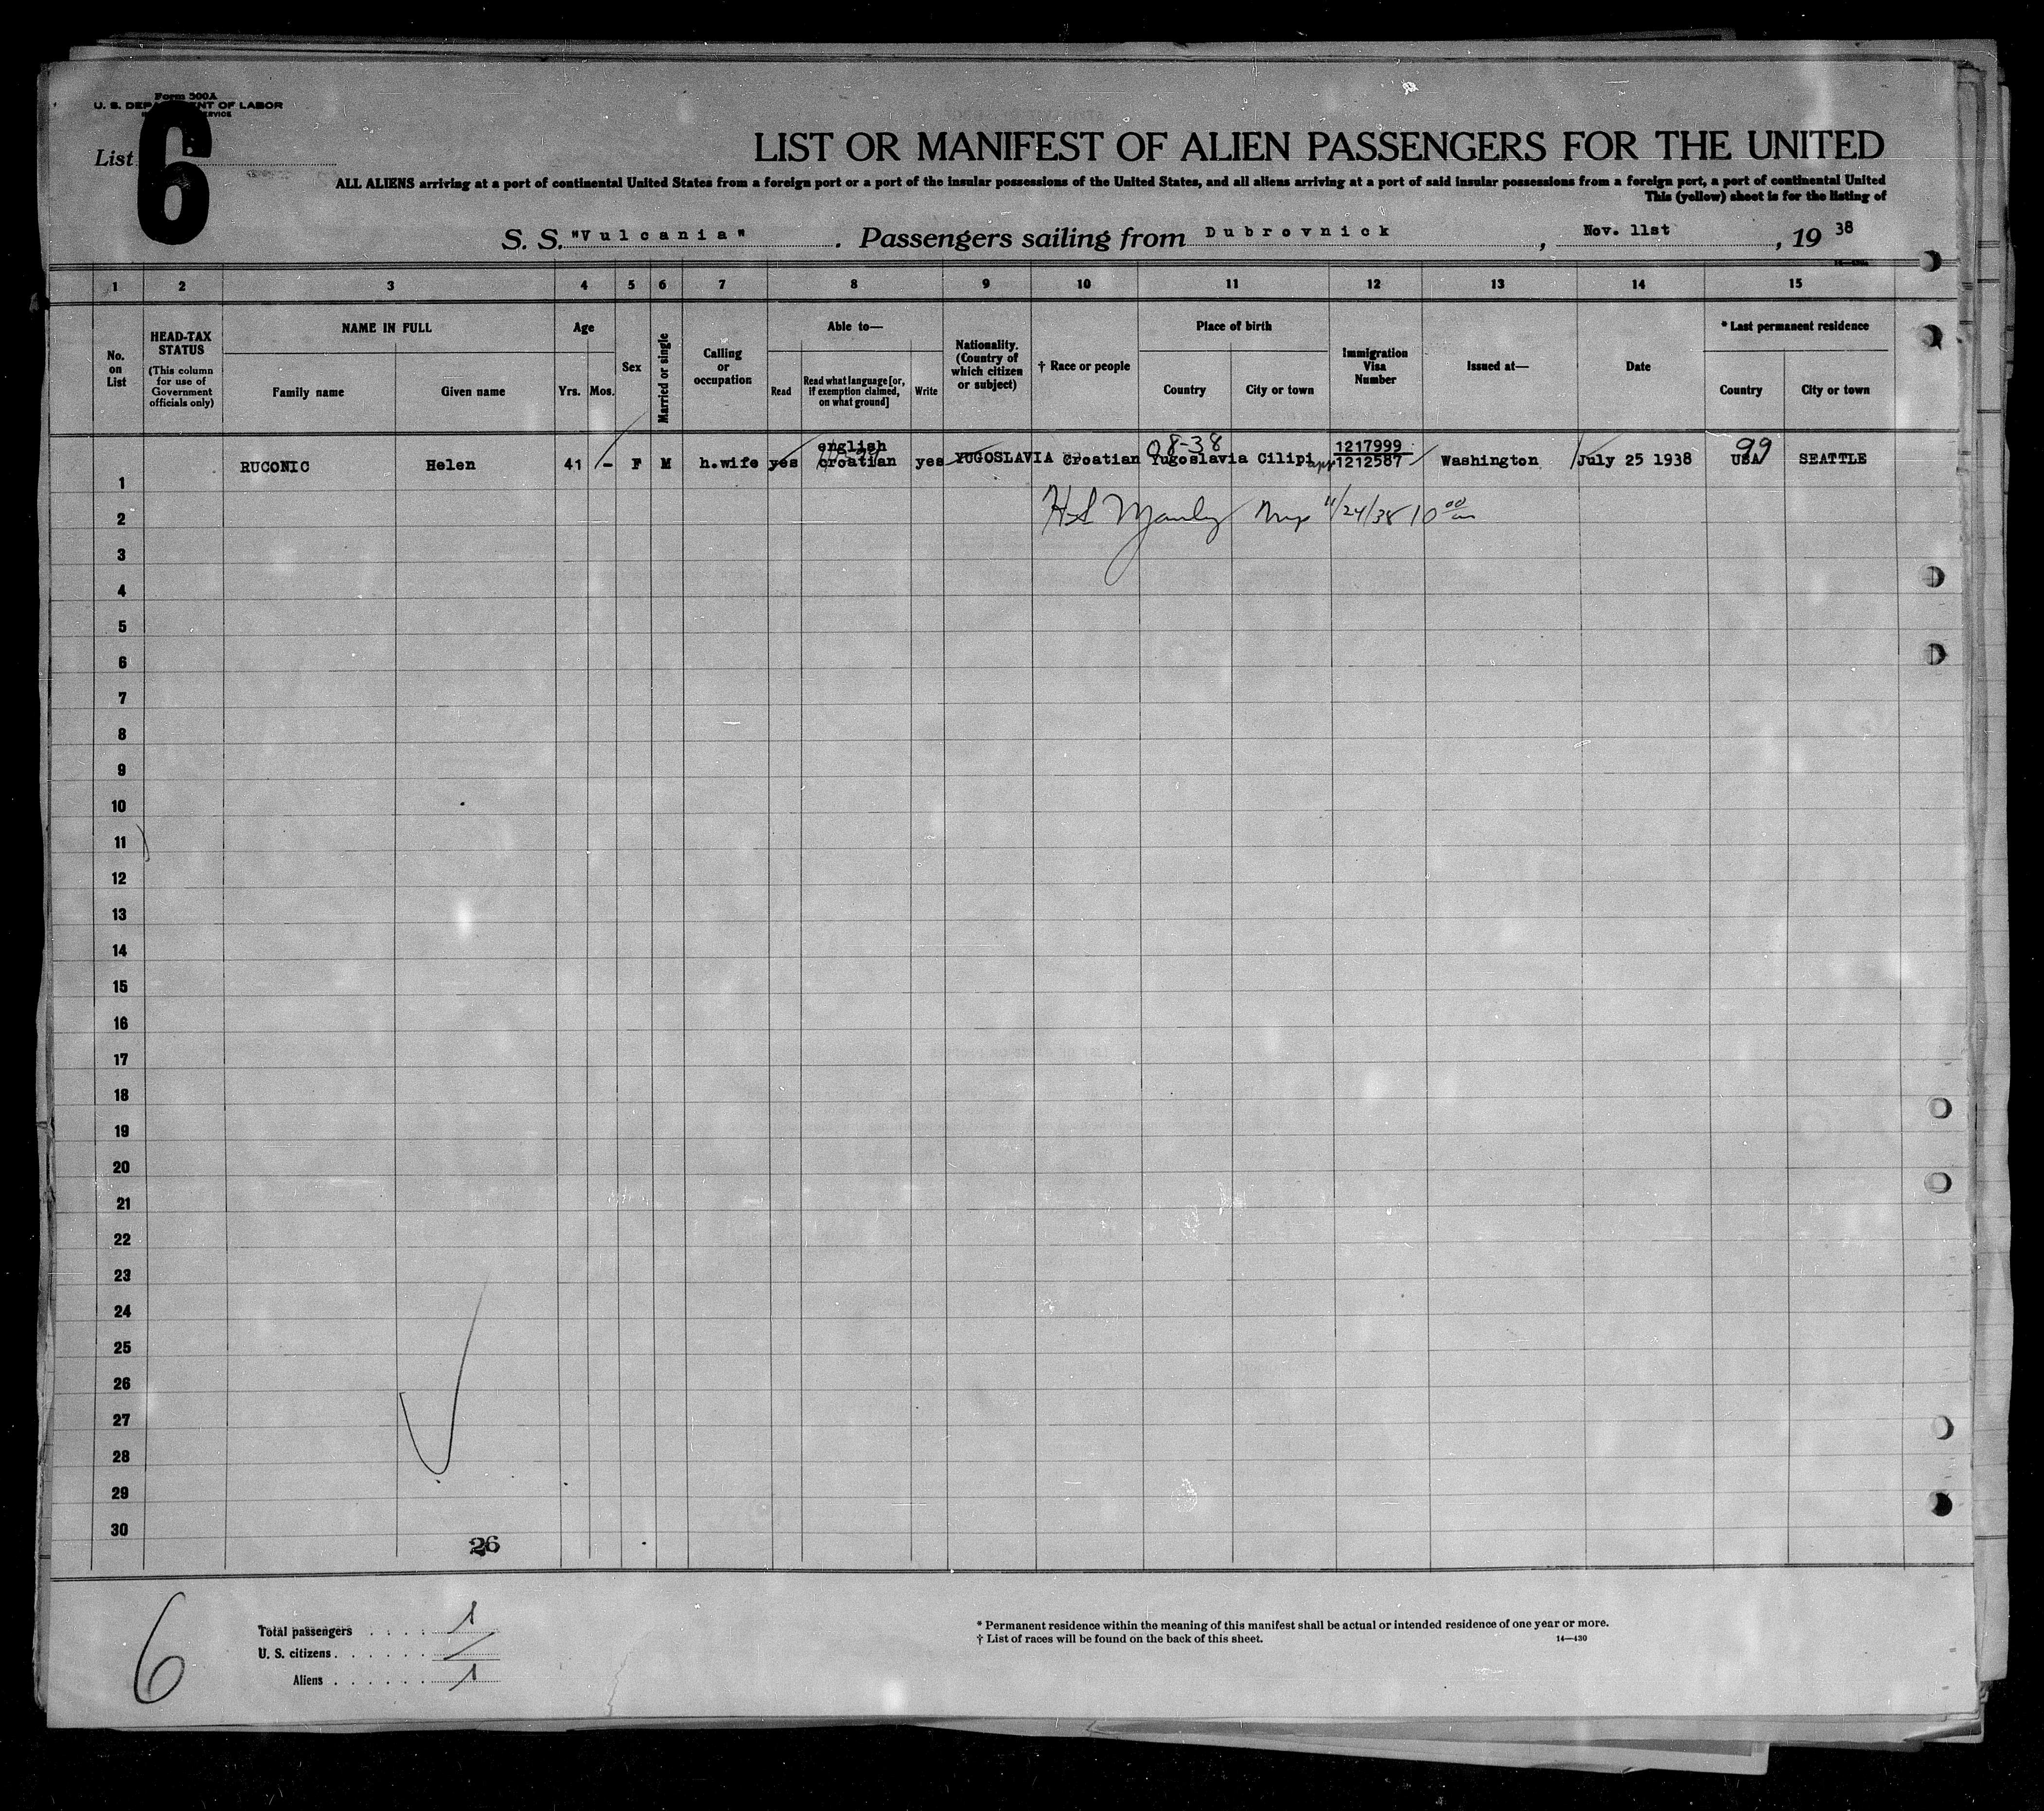 Form 500A
U. S. DEPARTMENT OF LABOR
List 6
LIST OR MANIFEST OF ALIEN PASSENGERS FOR THE UNITED
ALL ALIENS arriving at a port of continental United States from a foreign port or a port of the insular possessions of the United States, and all aliens arriving at a port of said insular possessions from a foreign port, a port of continental United
This (yellow) sheet is for the listing of
S. S. "Vulcania". Passengers sailing from Dubrovnick, Nov. 11st, 19 38
1 2 3 4 5 6 7 8 9 10 11 12 13 14 15
No. on List
HEAD-TAX STATUS (This column for use of Government officials only)
NAME IN FULL
Family name
Given name
Age
Yrs. Mos.
Sex
Married or single
Calling or occupation
Able to—
Read
Read what language [or, if exemption claimed, on what ground]
Write
Nationality. (Country of which citizen or subject)
† Race or people
Place of birth
Country
City or town
Immigration Visa Number
Issued at—
Date
* Last permanent residence
Country
City or town
english 08-38 1217999 99
RUCONIC Helen 41 - F M h.wife yes croatian yes YUGOSLAVIA Croatian Yugoslavia Cilipi 1212587 Washington July 25 1938 USA SEATTLE
11/24/38 10 00
1
2
3
4
5
6
7
8
9
10
11
12
13
14
15
16
17
18
19
20
21
22
23
24
25
26
27
28
29
30
26
6
Total passengers . . . . 1
U. S. citizens . . . . . . /
Aliens . . . . . . 1
* Permanent residence within the meaning of this manifest shall be actual or intended residence of one year or more.
† List of races will be found on the back of this sheet. 14—430